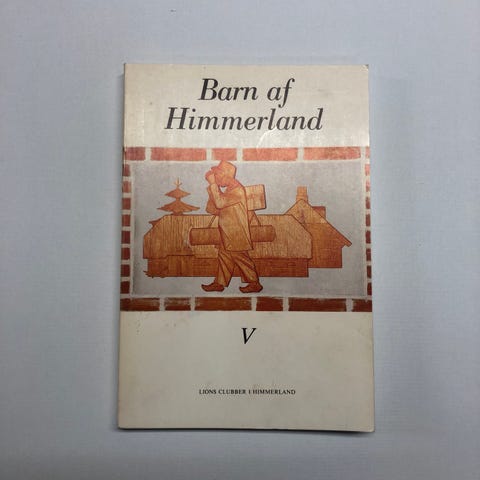 Barn af
Himmerland
V
LIONS CLUBBER I HIMMERLAND